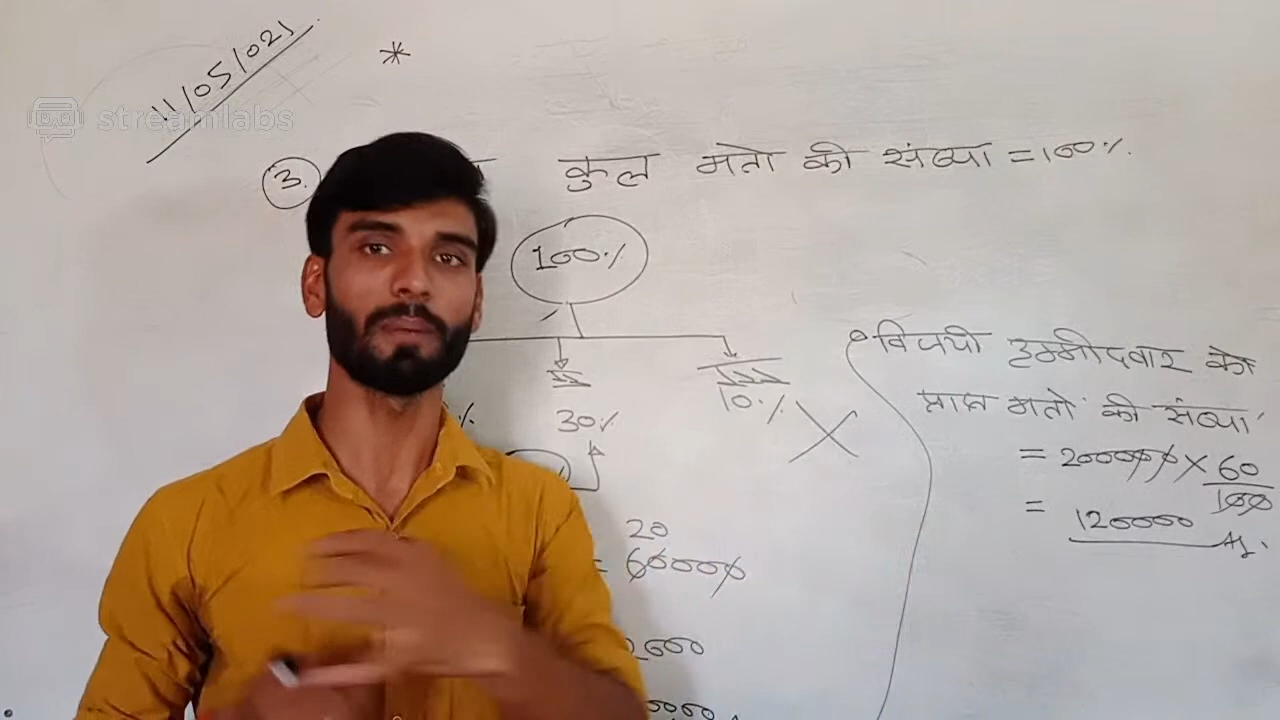 11/05/021
*
streamlabs
3. कुल मतो की संख्या = 100%.
100%
30%
10%
20
= 60000
2000
विजयी उम्मीदवार को
प्राप्त मतो की संख्या
= 200000 × 60/100
= 120000 Ans.